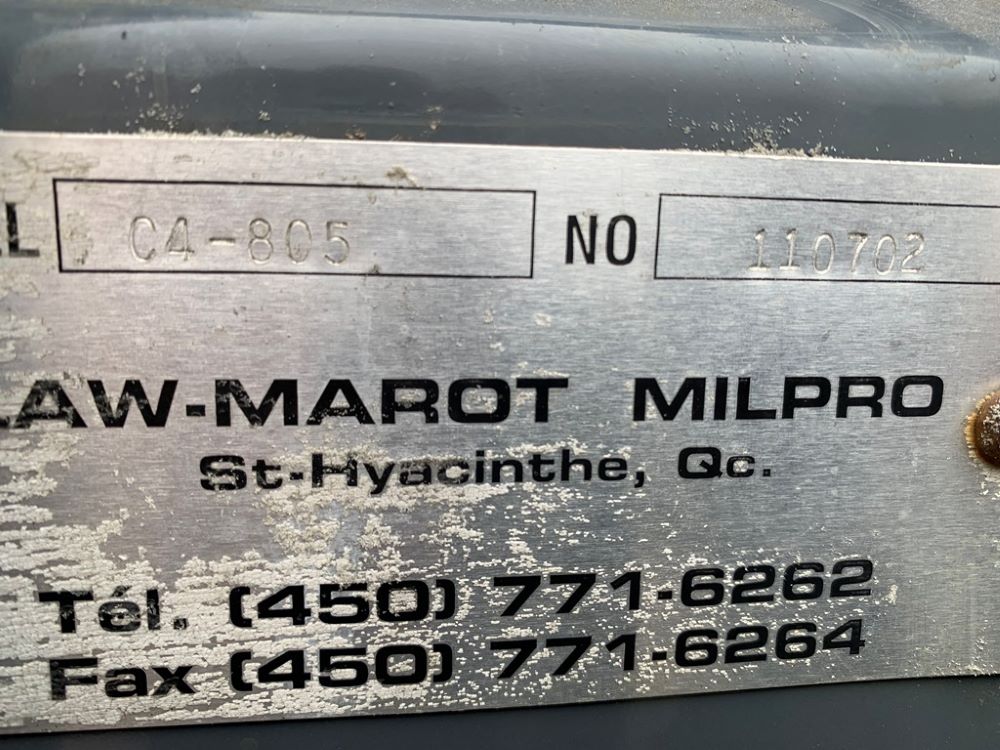 L C4-805 NO 110702
AW-MAROT MILPRO
St-Hyacinthe, Qc.
Tél. (450) 771-6262
Fax (450) 771-6264